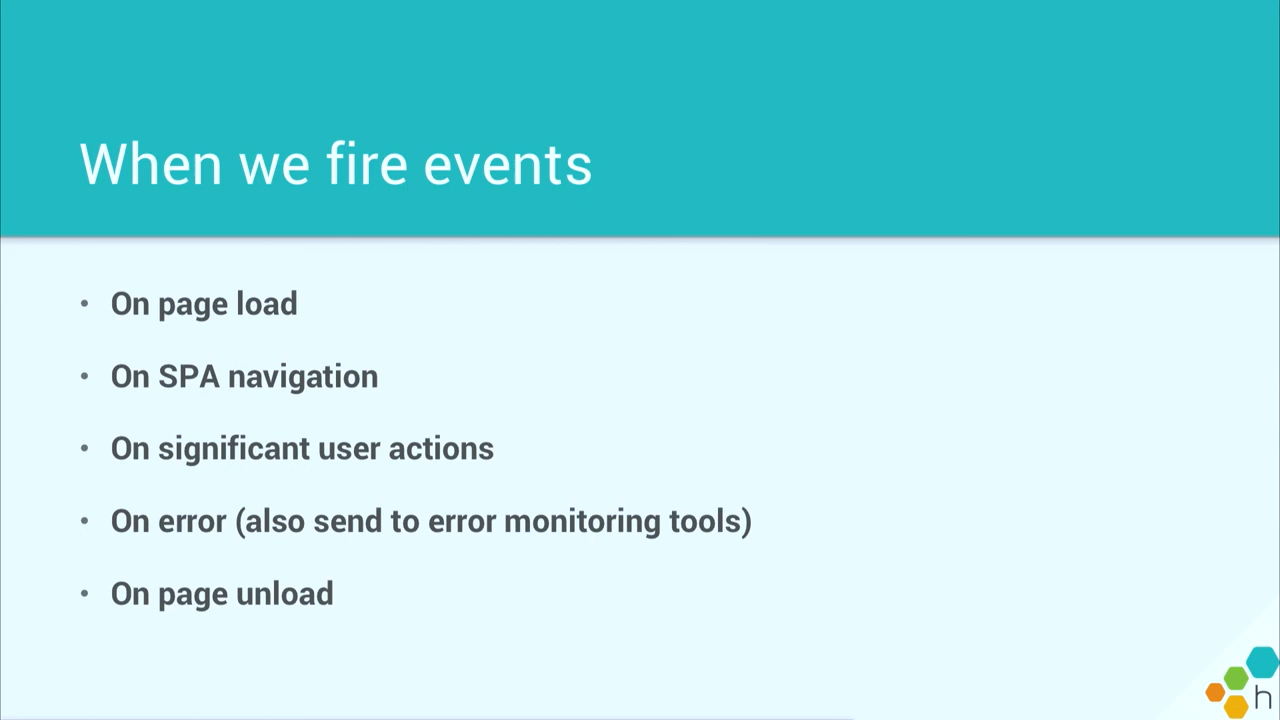 When we fire events
• On page load
• On SPA navigation
• On significant user actions
• On error (also send to error monitoring tools)
• On page unload
h